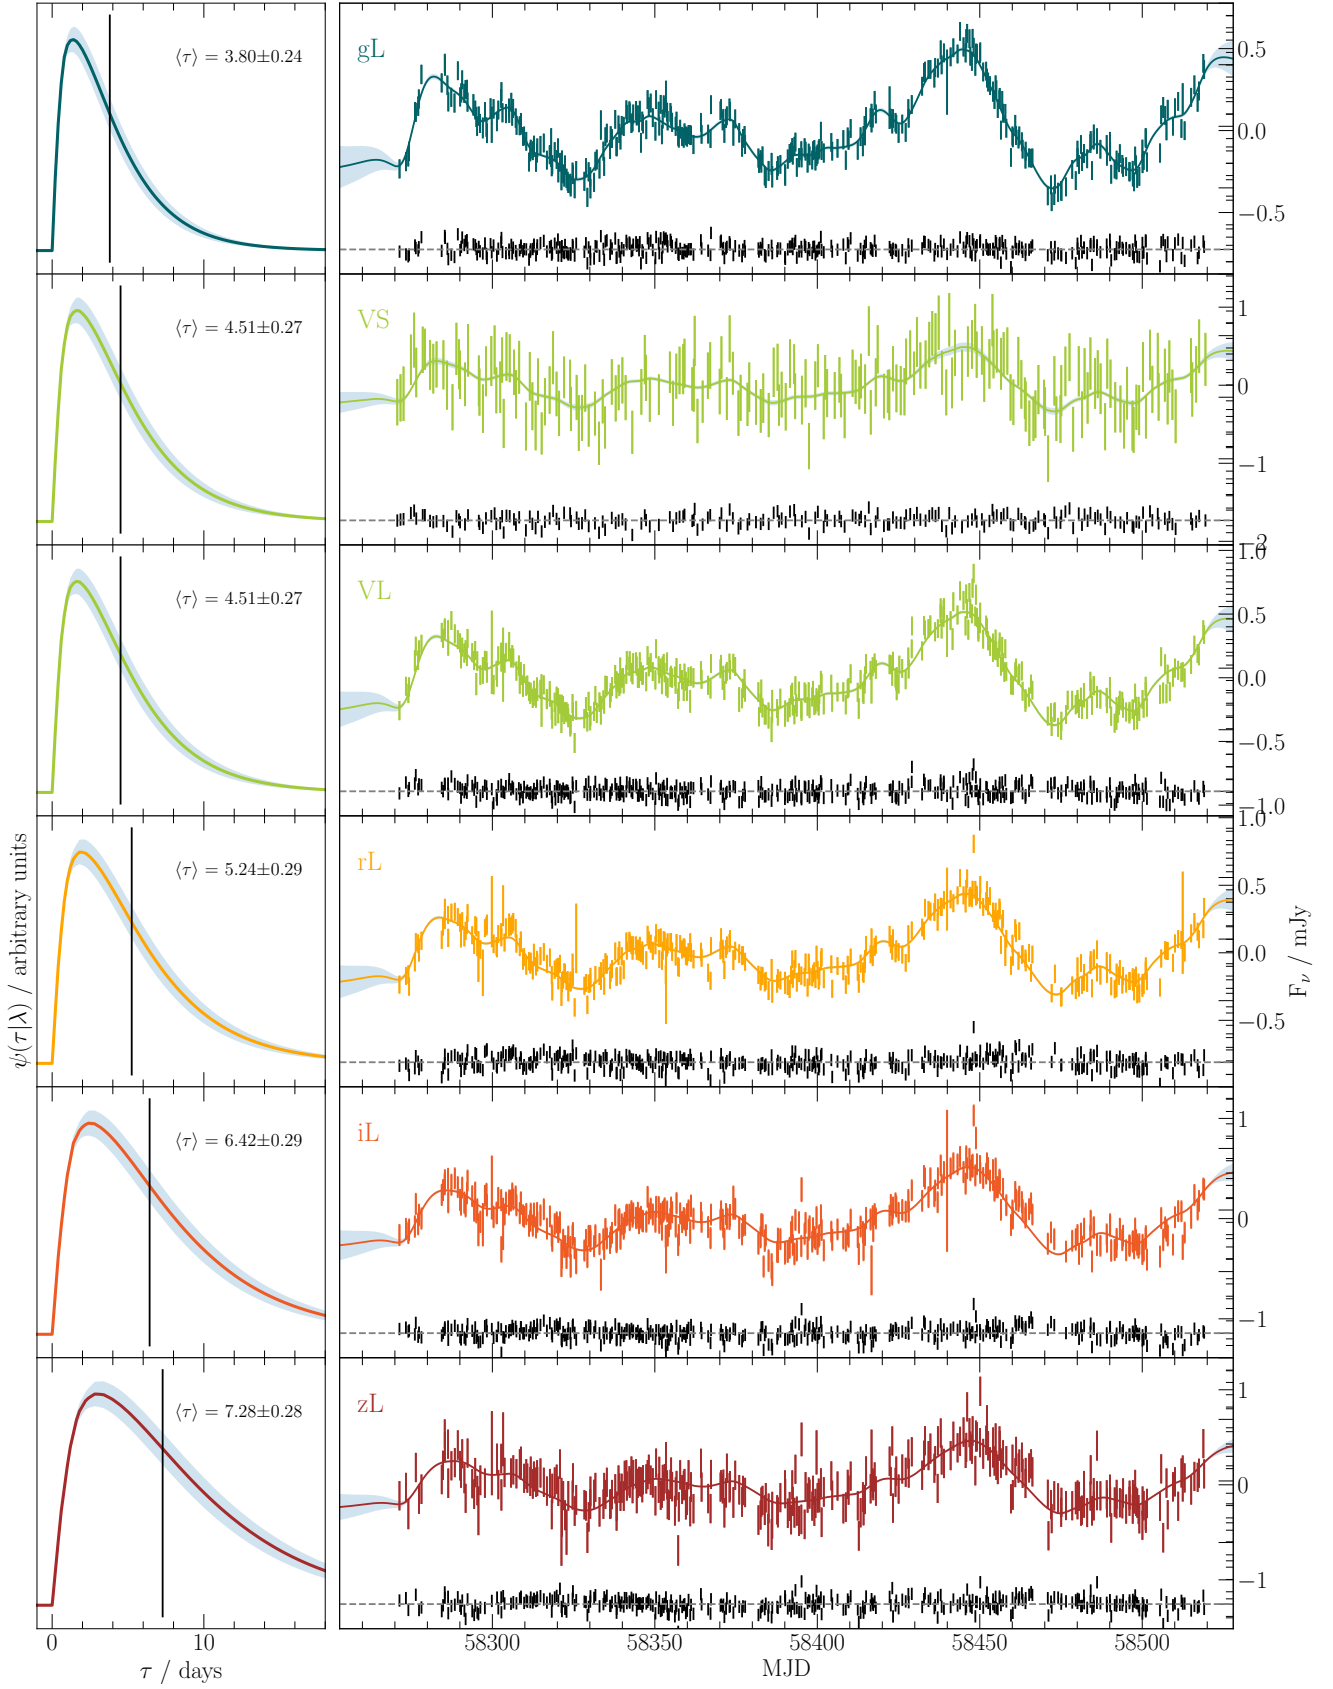 ⟨τ⟩ = 3.80±0.24
gL
0.5
0.0
−0.5
⟨τ⟩ = 4.51±0.27
VS
1
0
−1
−2
⟨τ⟩ = 4.51±0.27
VL
1.0
0.5
0.0
−0.5
−1.0
⟨τ⟩ = 5.24±0.29
rL
1.0
0.5
0.0
−0.5
ψ(τ|λ) / arbitrary units
F_ν / mJy
⟨τ⟩ = 6.42±0.29
iL
1
0
−1
⟨τ⟩ = 7.28±0.28
zL
1
0
−1
0 10
58300 58350 58400 58450 58500
τ / days
MJD